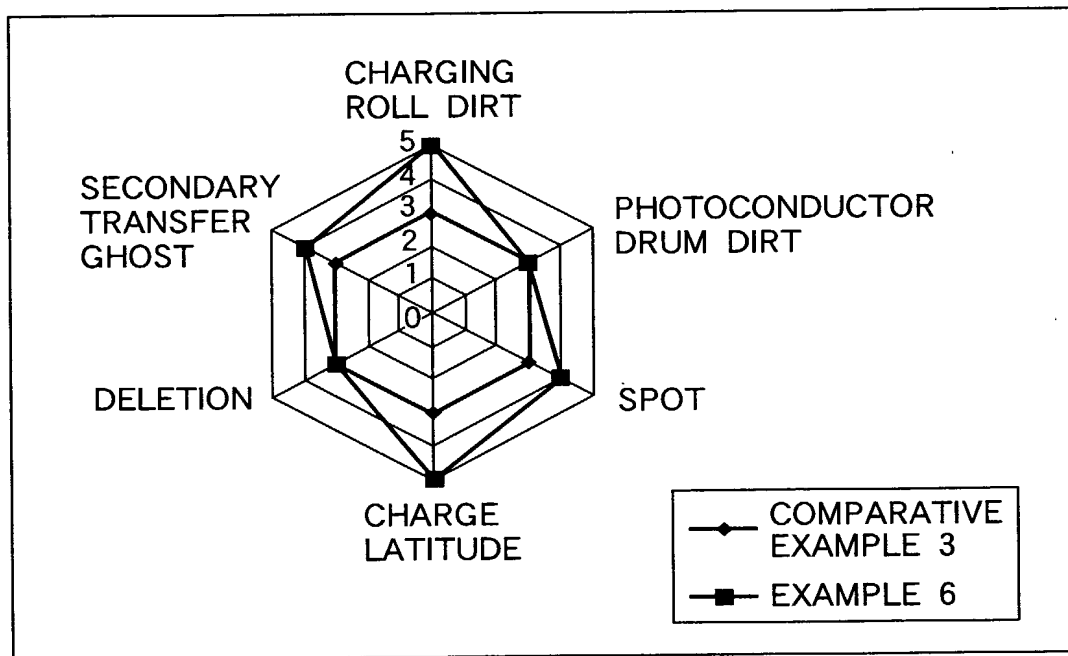 CHARGING
ROLL DIRT
5
4
3
2
1
0
SECONDARY
TRANSFER
GHOST
PHOTOCONDUCTOR
DRUM DIRT
DELETION
SPOT
CHARGE
LATITUDE
COMPARATIVE
EXAMPLE 3
EXAMPLE 6